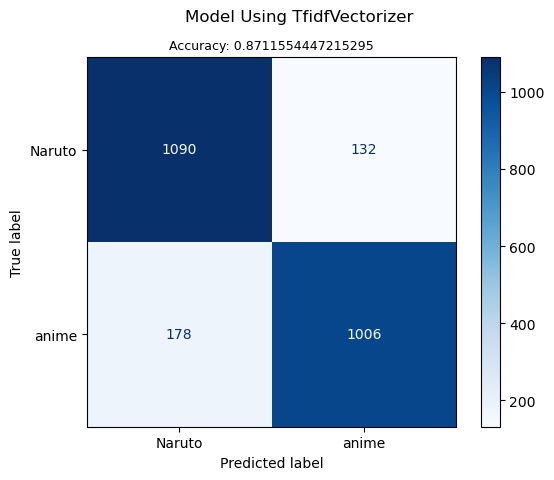 Model Using TfidfVectorizer
Accuracy: 0.8711554447215295
True label
Naruto
1090
132
anime
178
1006
Naruto
anime
Predicted label
1000
800
600
400
200